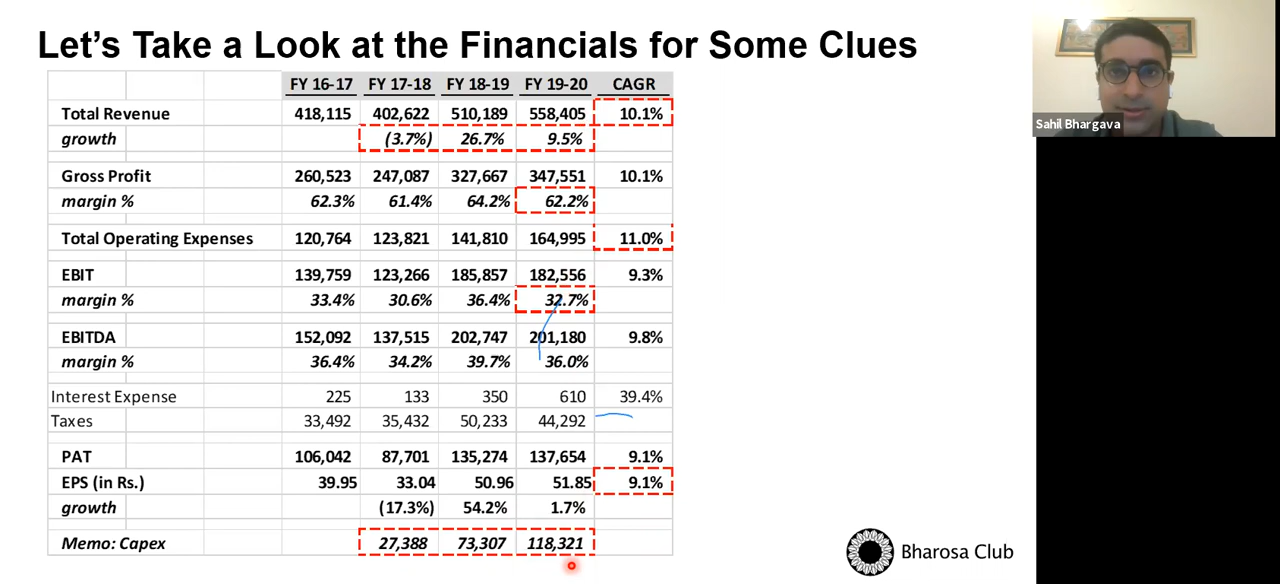 Let's Take a Look at the Financials for Some Clues
FY 16-17 FY 17-18 FY 18-19 FY 19-20 CAGR
Total Revenue 418,115 402,622 510,189 558,405 10.1%
growth (3.7%) 26.7% 9.5%
Gross Profit 260,523 247,087 327,667 347,551 10.1%
margin % 62.3% 61.4% 64.2% 62.2%
Total Operating Expenses 120,764 123,821 141,810 164,995 11.0%
EBIT 139,759 123,266 185,857 182,556 9.3%
margin % 33.4% 30.6% 36.4% 32.7%
EBITDA 152,092 137,515 202,747 201,180 9.8%
margin % 36.4% 34.2% 39.7% 36.0%
Interest Expense 225 133 350 610 39.4%
Taxes 33,492 35,432 50,233 44,292
PAT 106,042 87,701 135,274 137,654 9.1%
EPS (in Rs.) 39.95 33.04 50.96 51.85 9.1%
growth (17.3%) 54.2% 1.7%
Memo: Capex 27,388 73,307 118,321
Sahil Bhargava
Bharosa Club